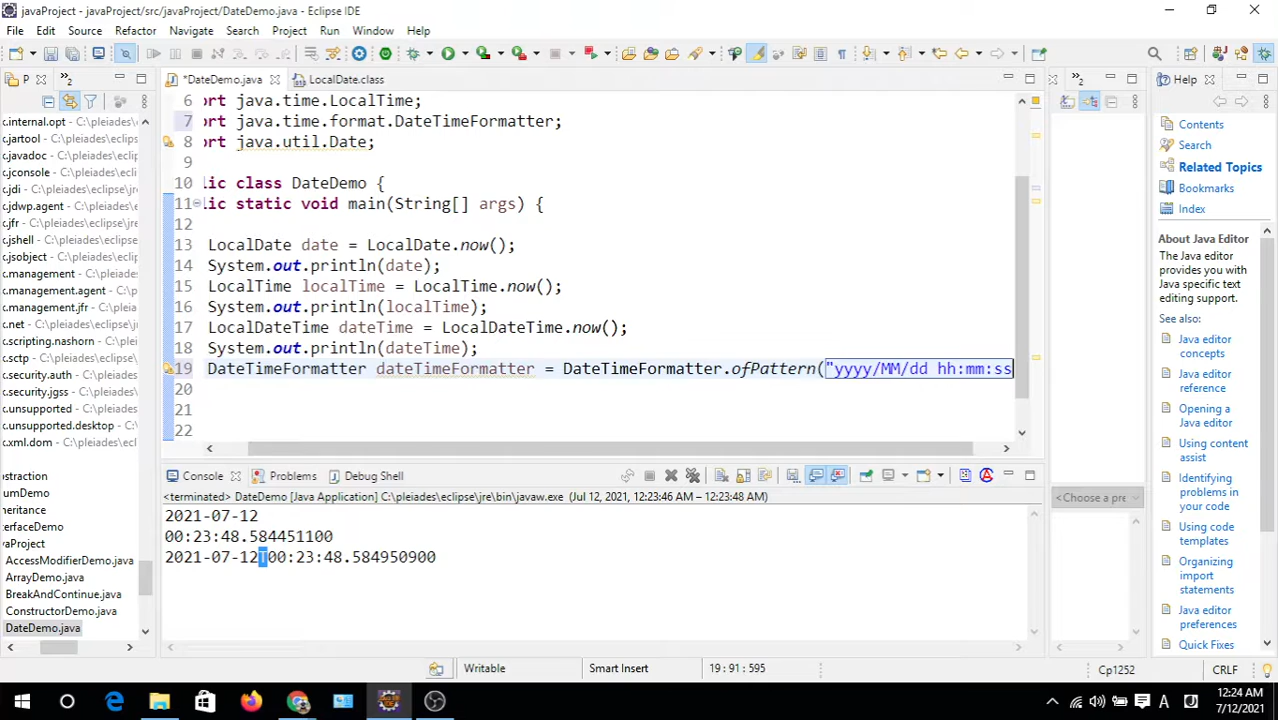 javaProject - javaProject/src/javaProject/DateDemo.java - Eclipse IDE
File Edit Source Refactor Navigate Search Project Run Window Help
P
*DateDemo.java
LocalDate.class
Help
.internal.opt
.jartool - C:\pleiades\eclip
.javadoc - C:\pleiades\ecli
.jconsole - C:\pleiades\ecl
.jdi - C:\pleiades\eclipse\
.jdwp.agent - C:\pleiades\
.jfr - C:\pleiades\eclipse\j
.jshell - C:\pleiades\eclips
.jsobject - C:\pleiades\ecli
.management - C:\pleiad
.management.agent - C:\
.management.jfr - C:\plei
.net - C:\pleiades\eclipse\
.scripting.nashorn - C:\pl
.sctp - C:\pleiades\eclipse
.security.auth - C:\pleiad
.security.jgss - C:\pleiade
.unsupported - C:\pleiade
.unsupported.desktop - C
.xml.dom - C:\pleiades\ec
straction
umDemo
heritance
terfaceDemo
vaProject
AccessModifierDemo.java
ArrayDemo.java
BreakAndContinue.java
ConstructorDemo.java
DateDemo.java
6 ort java.time.LocalTime;
7 ort java.time.format.DateTimeFormatter;
8 ort java.util.Date;
9
10 lic class DateDemo {
11 lic static void main(String[] args) {
12
13 LocalDate date = LocalDate.now();
14 System.out.println(date);
15 LocalTime localTime = LocalTime.now();
16 System.out.println(localTime);
17 LocalDateTime dateTime = LocalDateTime.now();
18 System.out.println(dateTime);
19 DateTimeFormatter dateTimeFormatter = DateTimeFormatter.ofPattern("yyyy/MM/dd hh:mm:ss
20
21
22
Console Problems Debug Shell
<terminated> DateDemo [Java Application] C:\pleiades\eclipse\jre\bin\javaw.exe (Jul 12, 2021, 12:23:46 AM – 12:23:48 AM)
2021-07-12
00:23:48.584451100
2021-07-12T00:23:48.584950900
<Choose a pre
Contents
Search
Related Topics
Bookmarks
Index
About Java Editor
The Java editor
provides you with
Java specific text
editing support.
See also:
Java editor
concepts
Java editor
reference
Opening a
Java editor
Using content
assist
Identifying
problems in
your code
Using code
templates
Organizing
import
statements
Java editor
preferences
Quick Fixes
Writable
Smart Insert
19 : 91 : 595
Cp1252
CRLF
A
12:24 AM
7/12/2021